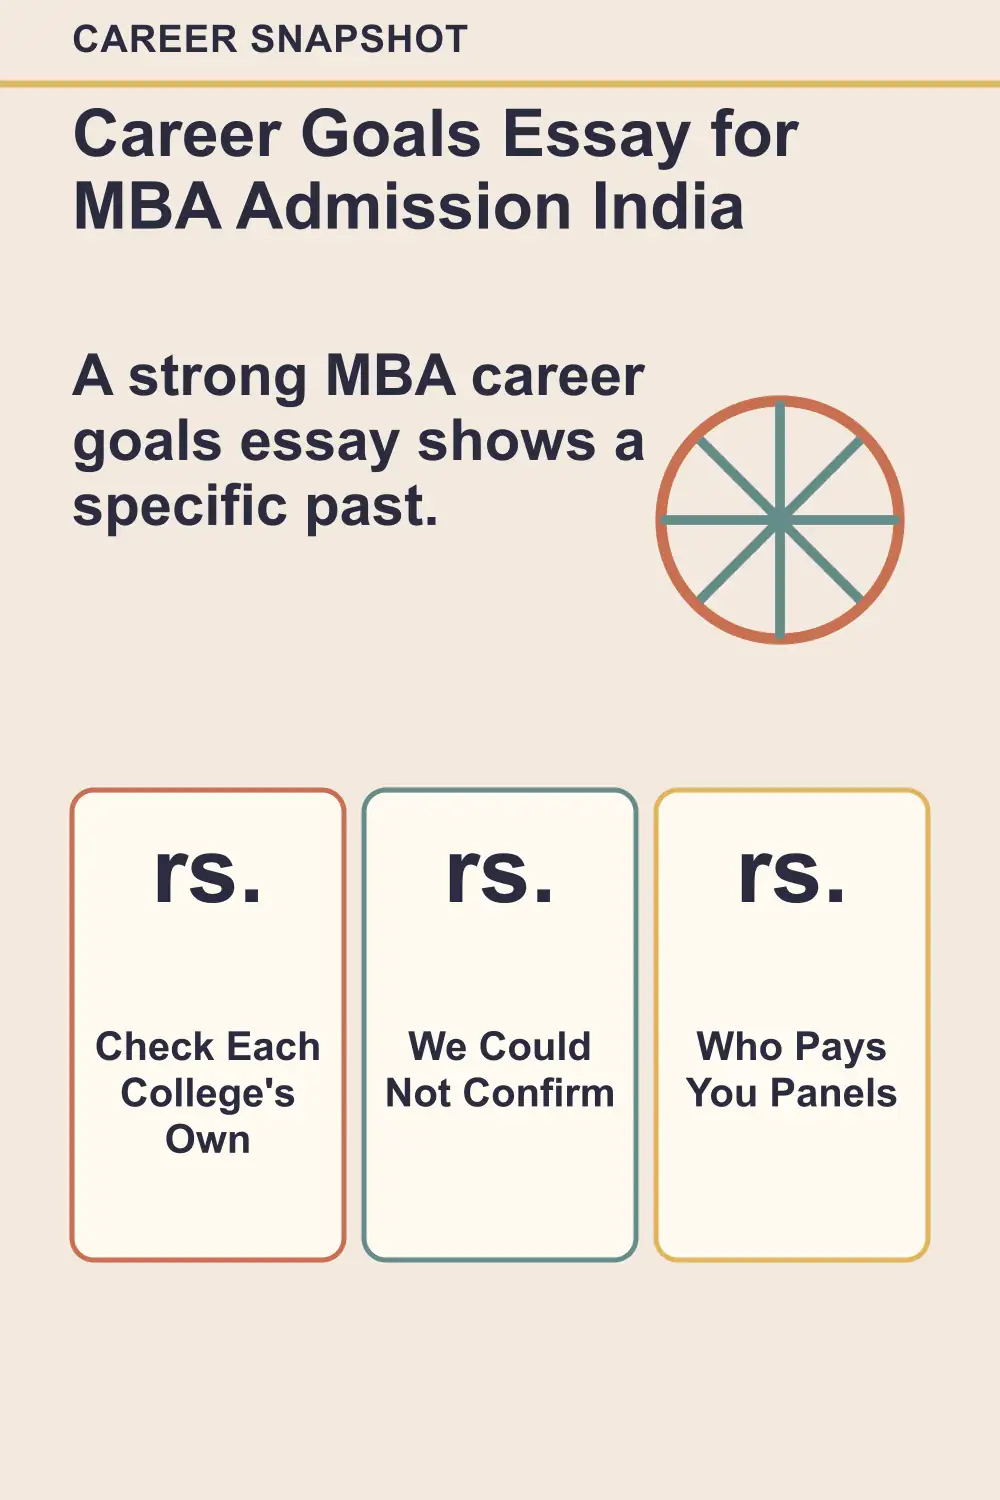 CAREER SNAPSHOT
Career Goals Essay for
MBA Admission India
A strong MBA career
goals essay shows a
specific past.
rs.
Check Each
College's
Own
rs.
We Could
Not Confirm
rs.
Who Pays
You Panels